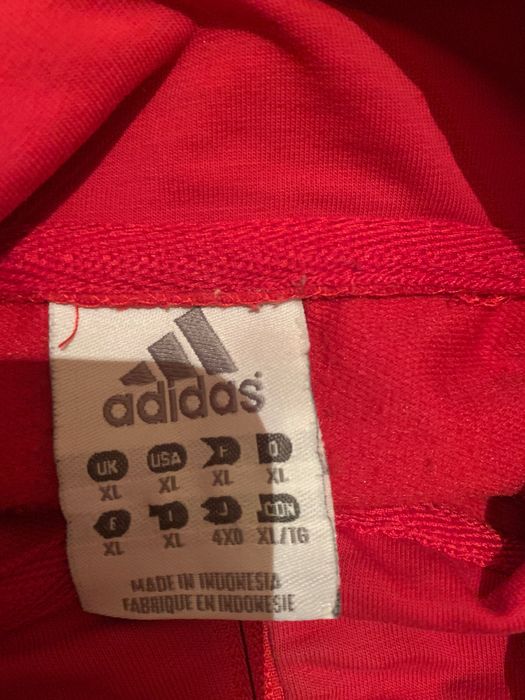 adidas
UK USA F D
XL XL XL XL
E I J CDN
XL XL 4XO XL/TG
MADE IN INDONESIA
FABRIQUE EN INDONESIE